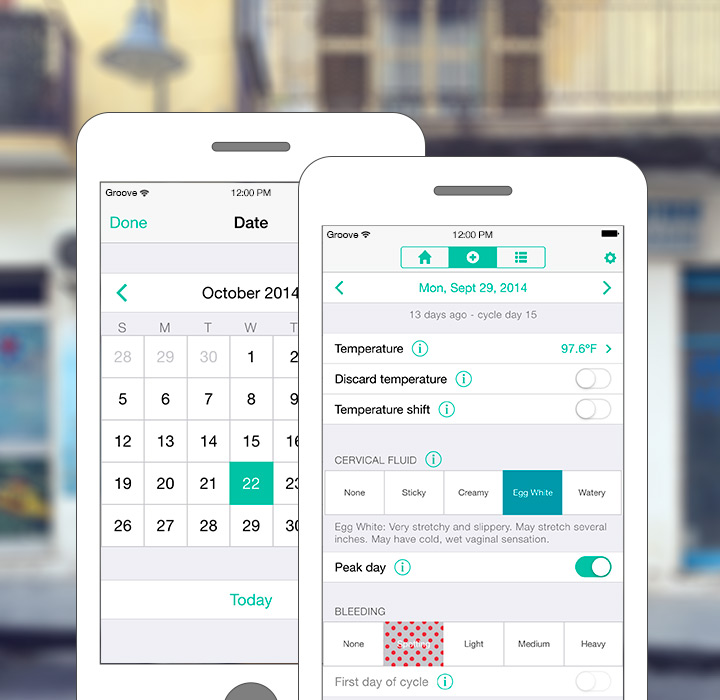 Groove 12:00 PM
Done Date
October 2014
S M T W T
28 29 30 1 2
5 6 7 8 9
12 13 14 15 16
19 20 21 22 23
26 27 28 29 30
Today
Groove 12:00 PM
Mon, Sept 29, 2014
13 days ago - cycle day 15
Temperature 97.6°F
Discard temperature
Temperature shift
CERVICAL FLUID
None Sticky Creamy Egg White Watery
Egg White: Very stretchy and slippery. May stretch several
inches. May have cold, wet vaginal sensation.
Peak day
BLEEDING
None Spotting Light Medium Heavy
First day of cycle